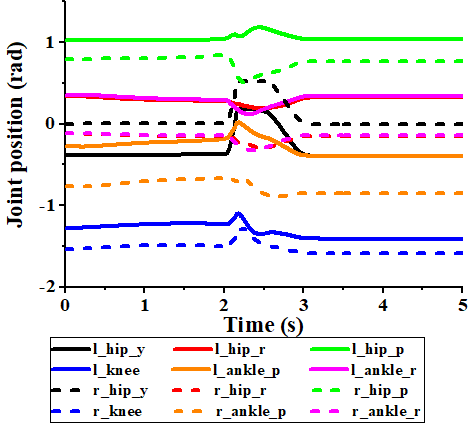 Joint position (rad)
1
0
-1
-2
0 1 2 3 4 5
Time (s)
l_hip_y l_hip_r l_hip_p
l_knee l_ankle_p l_ankle_r
r_hip_y r_hip_r r_hip_p
r_knee r_ankle_p r_ankle_r